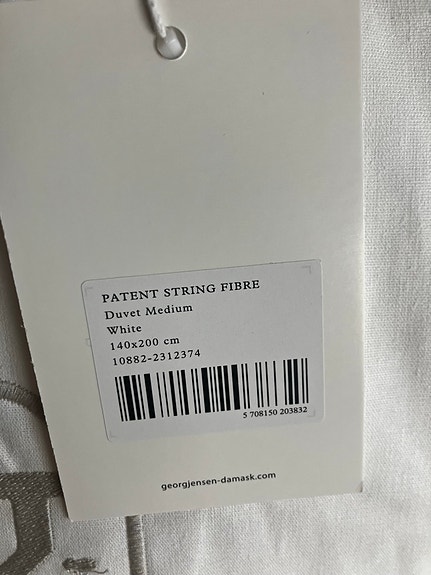 PATENT STRING FIBRE
Duvet Medium
White
140x200 cm
10882-2312374
5 708150 203832
georgjensen-damask.com